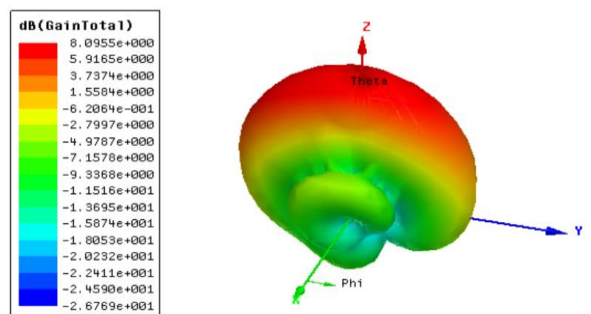 dB(GainTotal)
8.0955e+000
5.9165e+000
3.7374e+000
1.5584e+000
-6.2064e-001
-2.7997e+000
-4.9787e+000
-7.1578e+000
-9.3368e+000
-1.1516e+001
-1.3695e+001
-1.5874e+001
-1.8053e+001
-2.0232e+001
-2.2411e+001
-2.4590e+001
-2.6769e+001
Z
Theta
Y
Phi
X